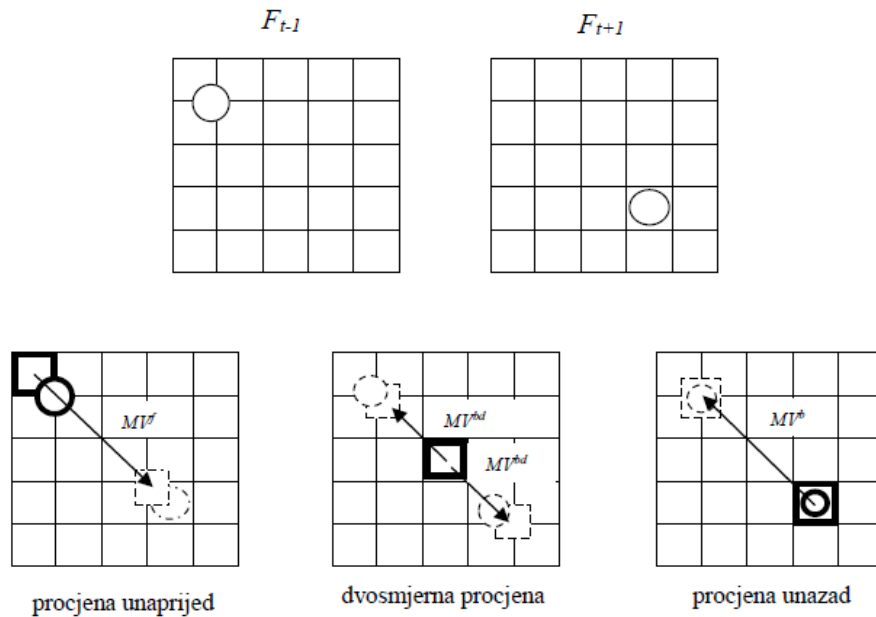 F_{t-1}
F_{t+1}
MV^f
MV^{bd}
MV^{bd}
MV^b
procjena unaprijed
dvosmjerna procjena
procjena unazad